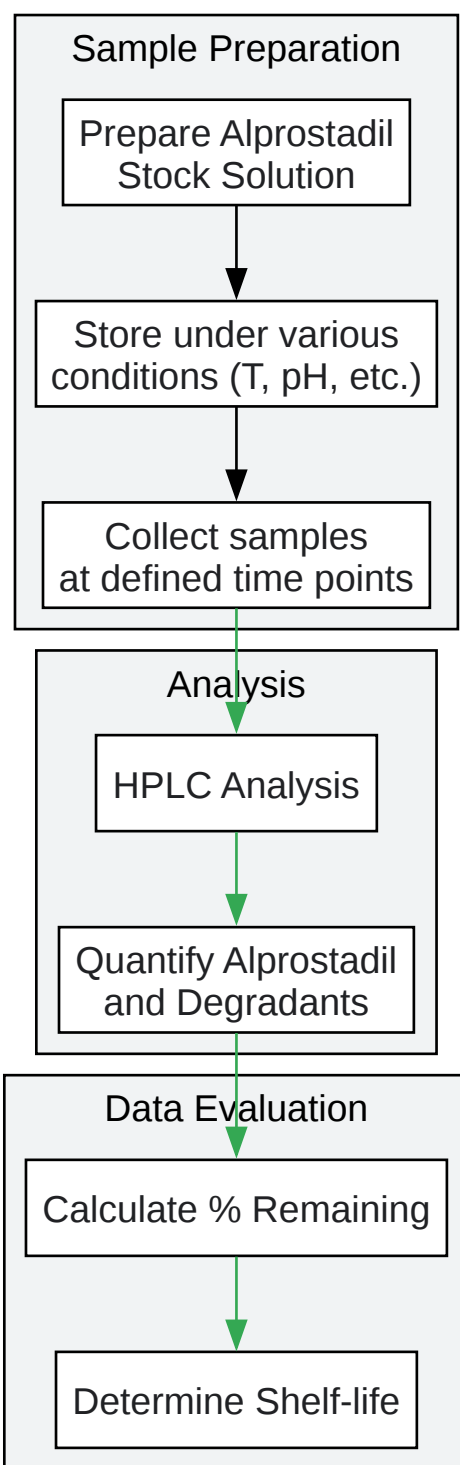 Sample Preparation
Prepare Alprostadil
Stock Solution
Store under various
conditions (T, pH, etc.)
Collect samples
at defined time points
Analysis
HPLC Analysis
Quantify Alprostadil
and Degradants
Data Evaluation
Calculate % Remaining
Determine Shelf-life